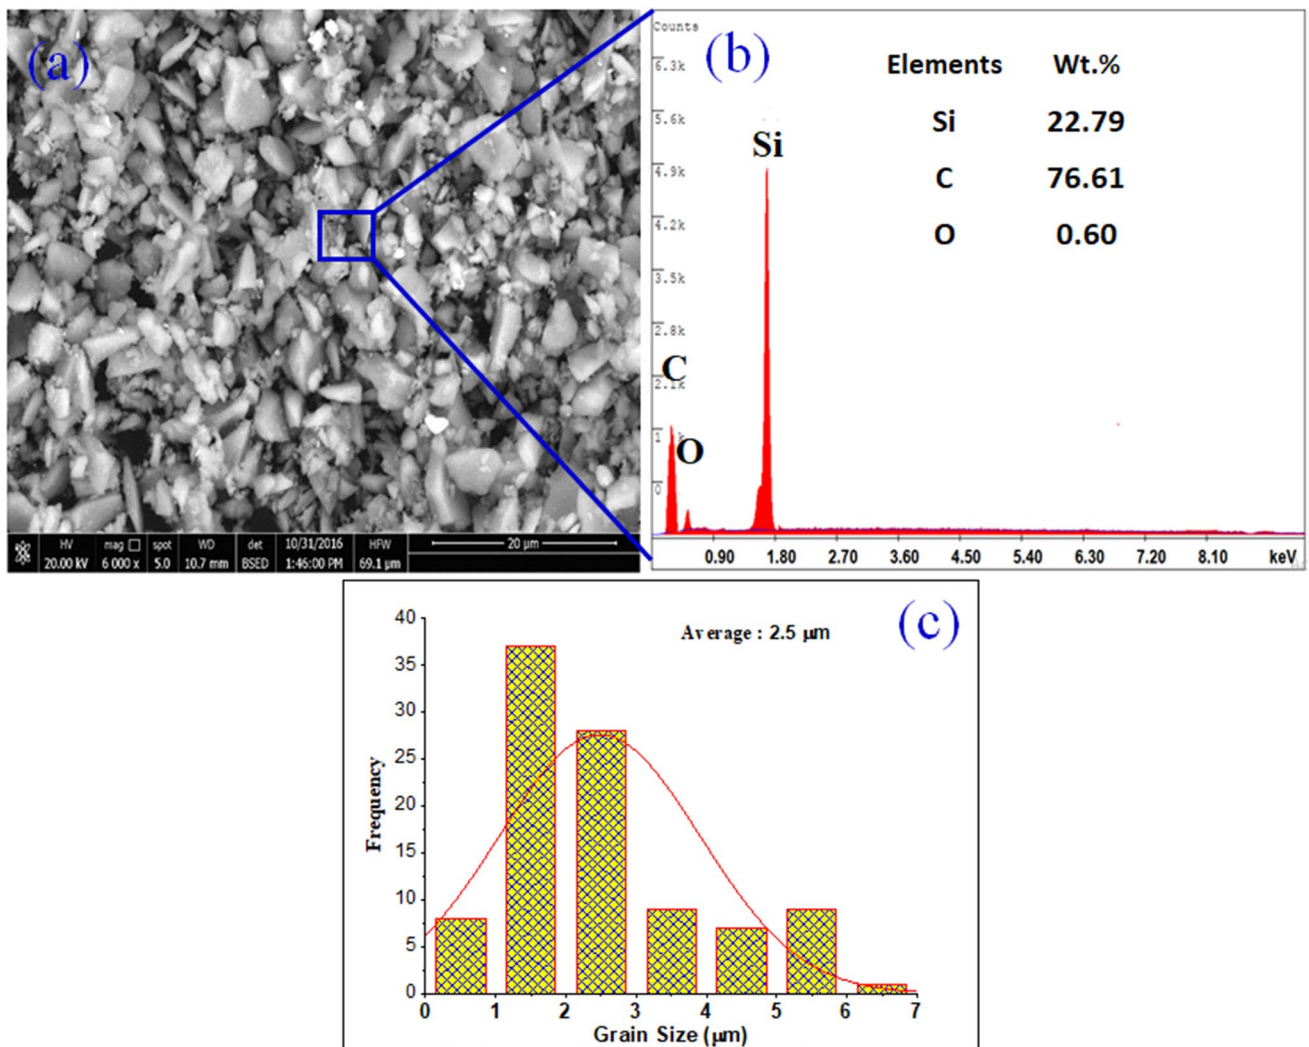 (a)
HV mag spot WD det 10/31/2016 HFW
20.00 kV 6 000 x 5.0 10.7 mm BSED 1:46:00 PM 69.1 µm
20 µm
(b)
Counts
6.3k
5.6k
4.9k
4.2k
3.5k
2.8k
2.1k
0
Elements Wt.%
Si 22.79
C 76.61
O 0.60
Si
C
O
0.90 1.80 2.70 3.60 4.50 5.40 6.30 7.20 8.10 keV
(c)
Average : 2.5 µm
Frequency
40
35
30
25
20
15
10
5
0
0 1 2 3 4 5 6 7
Grain Size (µm)